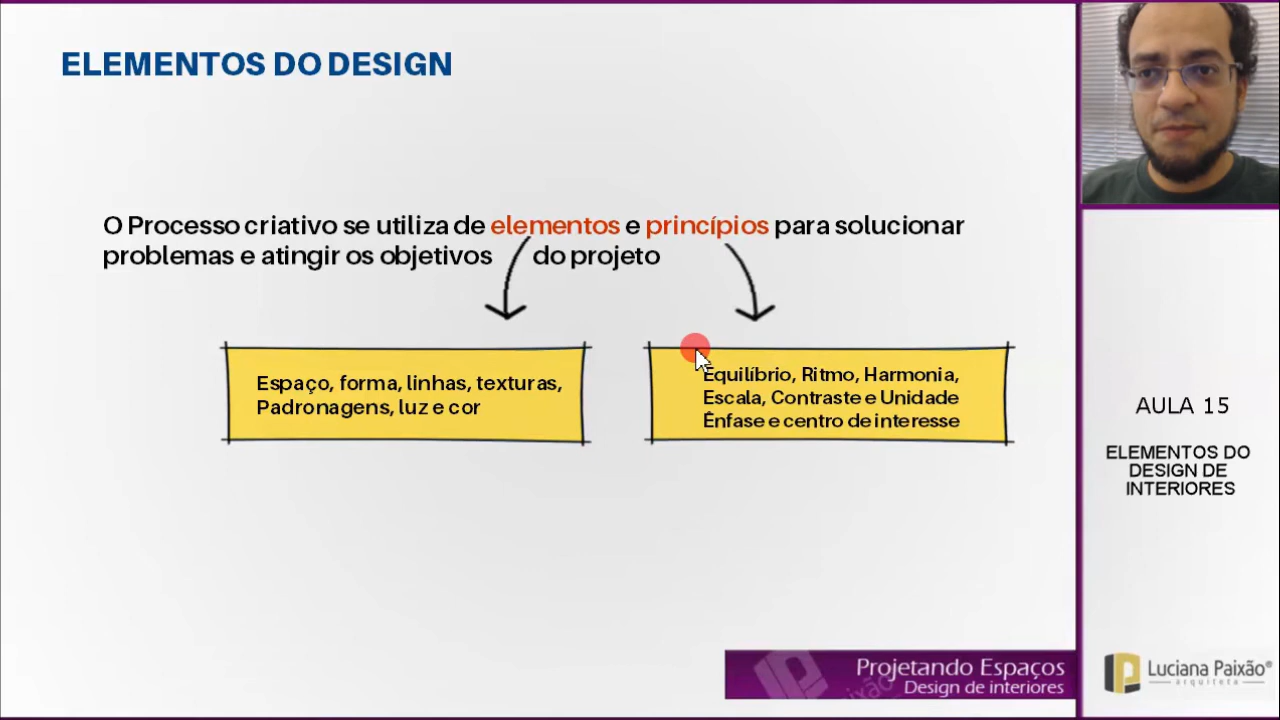 ELEMENTOS DO DESIGN
O Processo criativo se utiliza de elementos e princípios para solucionar
problemas e atingir os objetivos do projeto
Espaço, forma, linhas, texturas,
Padronagens, luz e cor
Equilíbrio, Ritmo, Harmonia,
Escala, Contraste e Unidade
Ênfase e centro de interesse
AULA 15
ELEMENTOS DO
DESIGN DE
INTERIORES
Projetando Espaços
Design de interiores
Luciana Paixão®
arquiteta